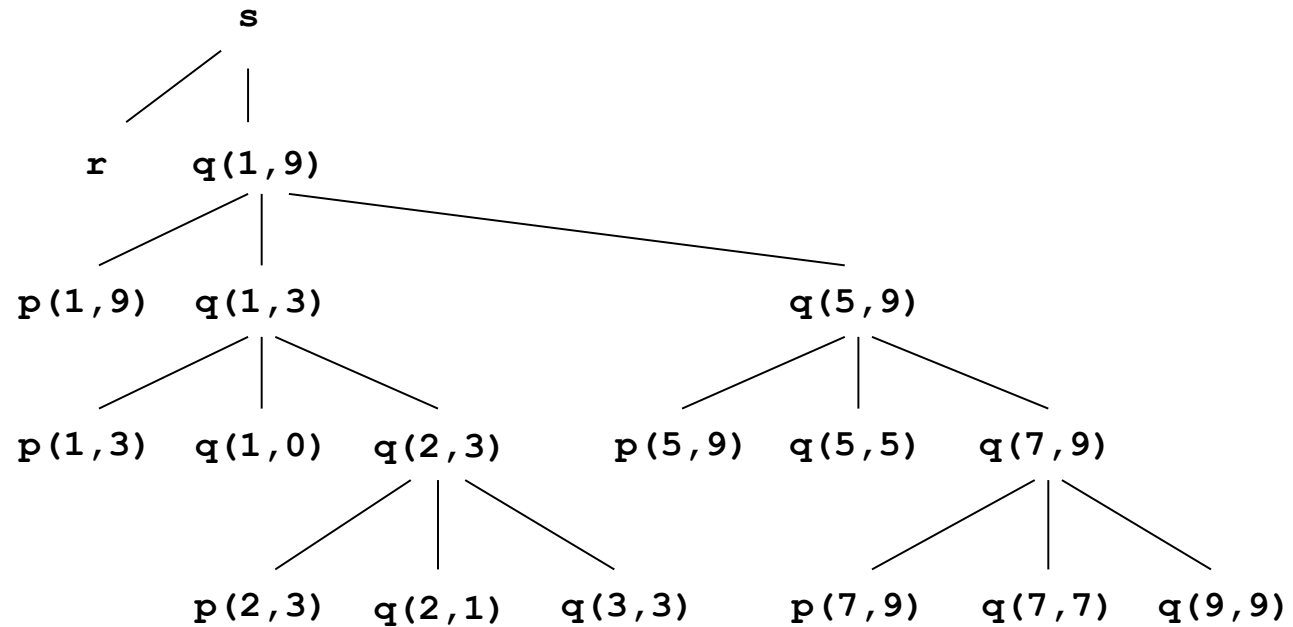 s
r q(1,9)
p(1,9) q(1,3) q(5,9)
p(1,3) q(1,0) q(2,3) p(5,9) q(5,5) q(7,9)
p(2,3) q(2,1) q(3,3) p(7,9) q(7,7) q(9,9)